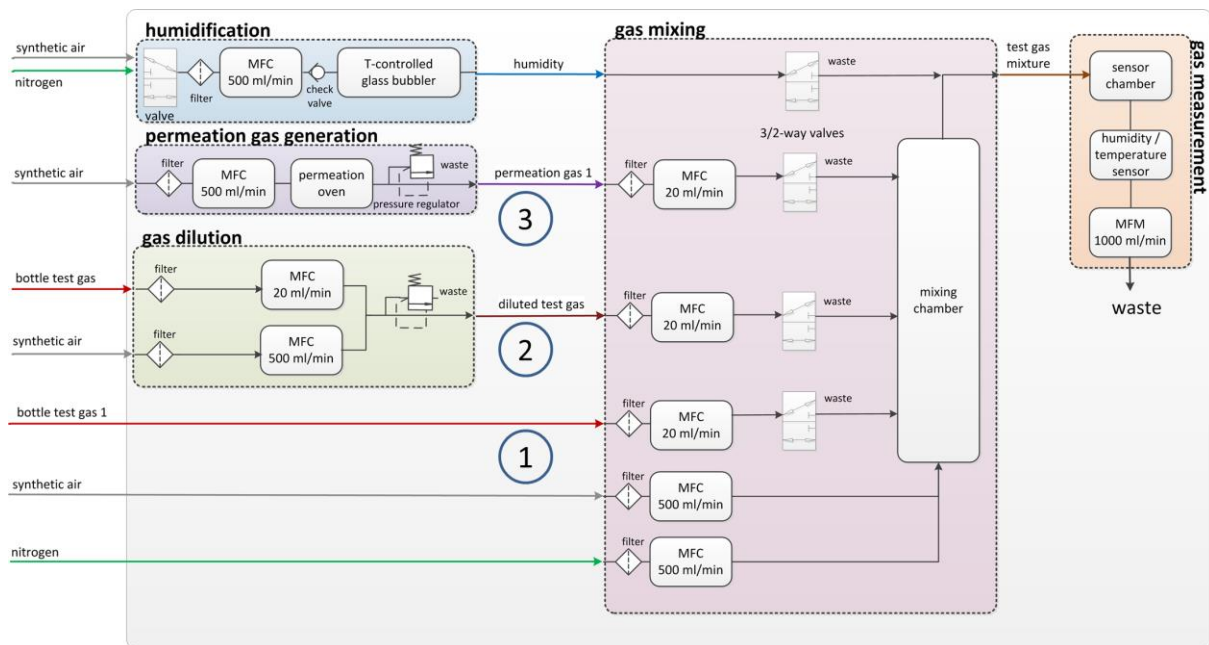 humidification
synthetic air
nitrogen
valve
filter
MFC
500 ml/min
check
valve
T-controlled
glass bubbler
humidity
permeation gas generation
synthetic air
filter
MFC
500 ml/min
permeation
oven
waste
pressure regulator
permeation gas 1
3
gas dilution
bottle test gas
filter
MFC
20 ml/min
waste
synthetic air
filter
MFC
500 ml/min
diluted test gas
2
bottle test gas 1
1
synthetic air
nitrogen
gas mixing
waste
3/2-way valves
filter
MFC
20 ml/min
waste
filter
MFC
20 ml/min
waste
filter
MFC
20 ml/min
waste
filter
MFC
500 ml/min
filter
MFC
500 ml/min
mixing
chamber
test gas
mixture
gas measurement
sensor
chamber
humidity /
temperature
sensor
MFM
1000 ml/min
waste